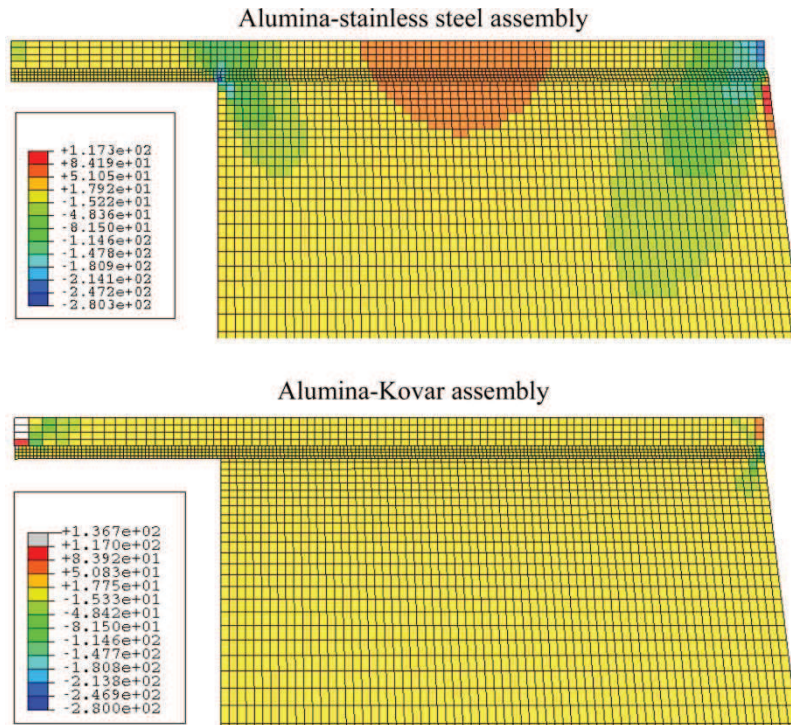 Alumina-stainless steel assembly
+1.173e+02
+8.419e+01
+5.105e+01
+1.792e+01
-1.522e+01
-4.836e+01
-8.150e+01
-1.146e+02
-1.478e+02
-1.809e+02
-2.141e+02
-2.472e+02
-2.803e+02
Alumina-Kovar assembly
+1.367e+02
+1.170e+02
+8.392e+01
+5.083e+01
+1.775e+01
-1.533e+01
-4.842e+01
-8.150e+01
-1.146e+02
-1.477e+02
-1.808e+02
-2.138e+02
-2.469e+02
-2.800e+02